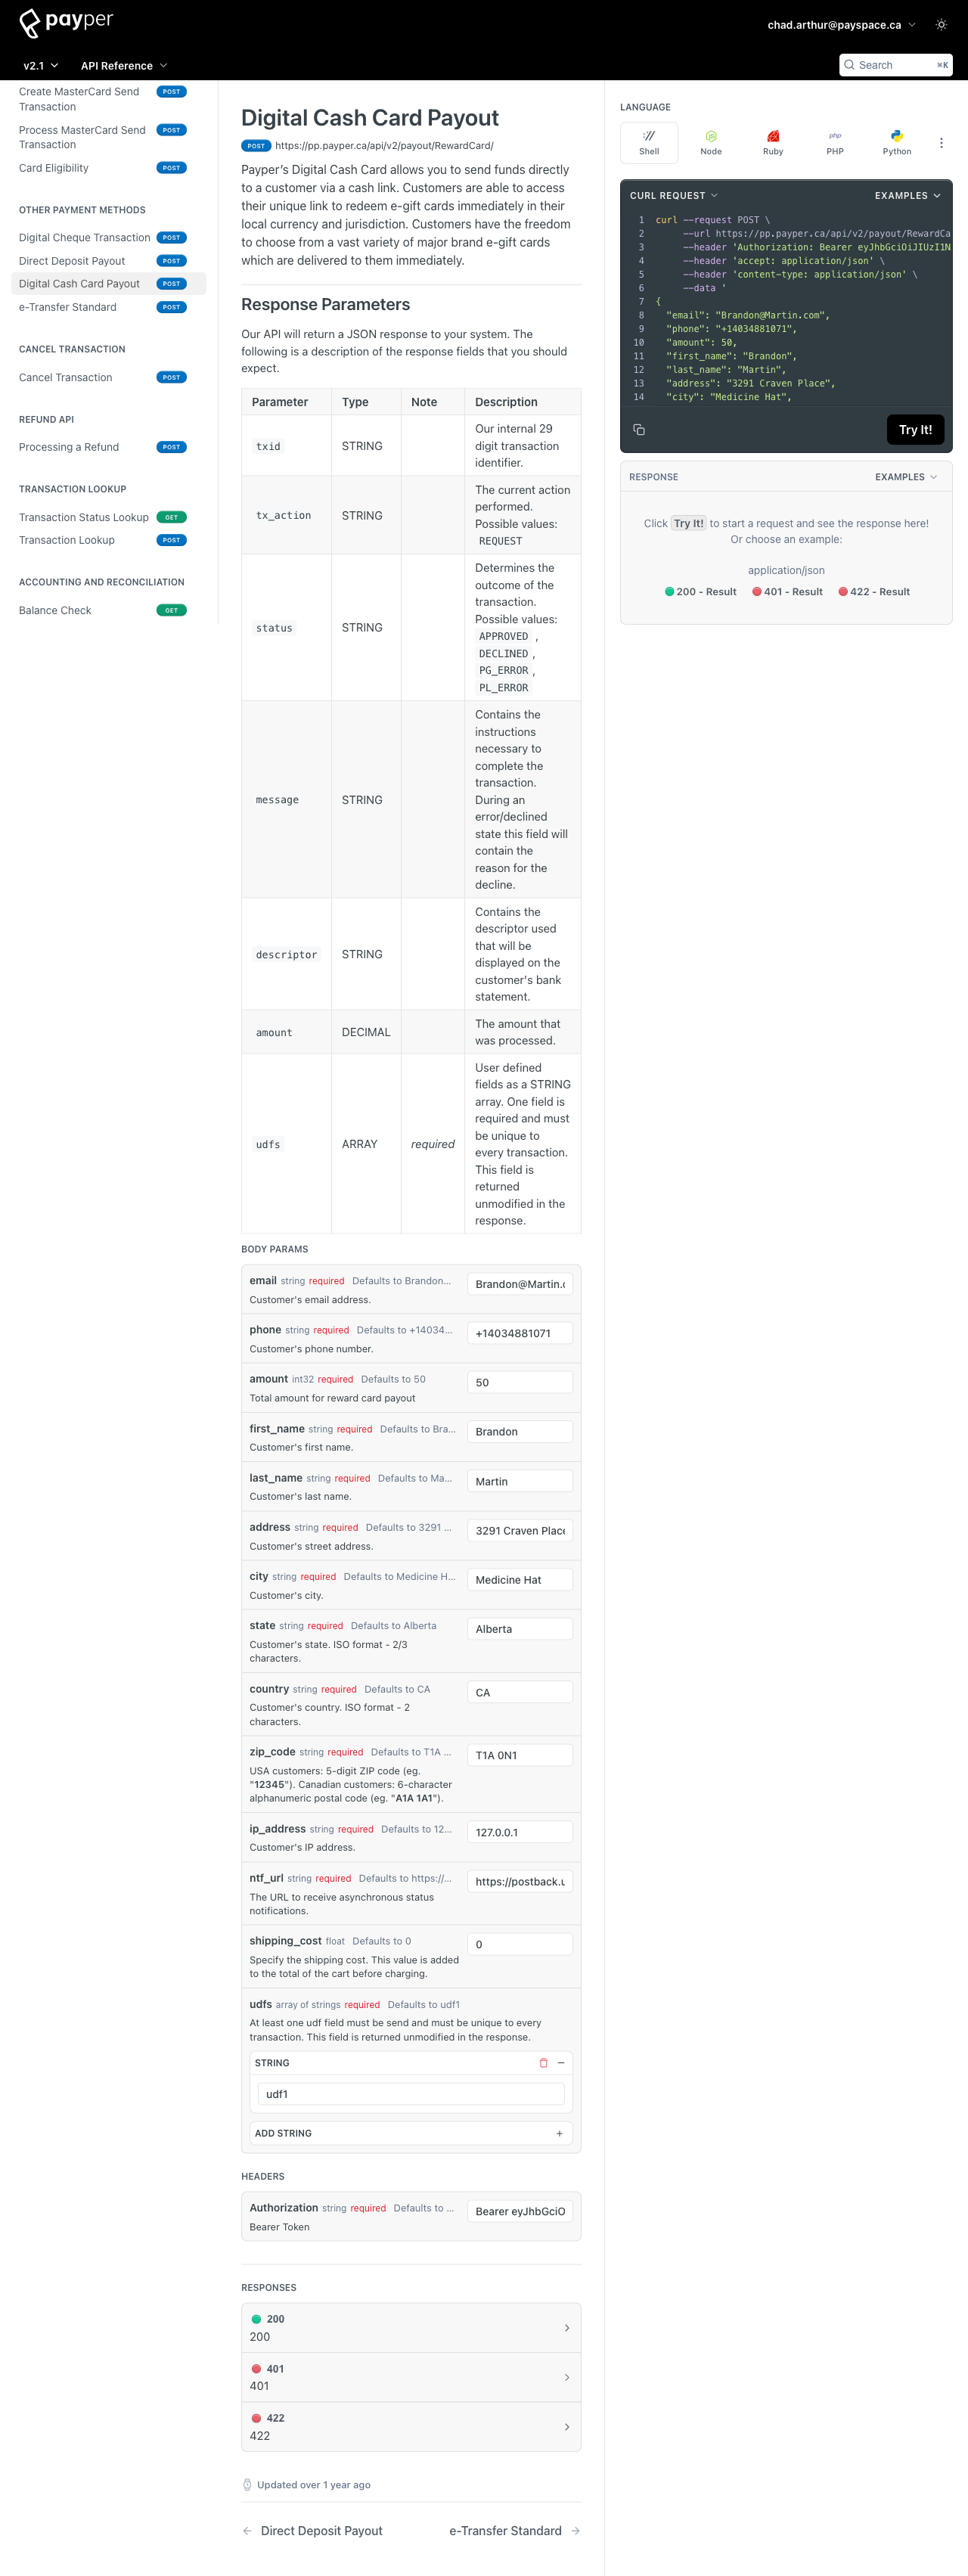 payper
chad.arthur@payspace.ca
v2.1
API Reference
Search
⌘K
Create MasterCard Send
Transaction
POST
Process MasterCard Send
Transaction
POST
Card Eligibility
POST
OTHER PAYMENT METHODS
Digital Cheque Transaction
POST
Direct Deposit Payout
POST
Digital Cash Card Payout
POST
e-Transfer Standard
POST
CANCEL TRANSACTION
Cancel Transaction
POST
REFUND API
Processing a Refund
POST
TRANSACTION LOOKUP
Transaction Status Lookup
GET
Transaction Lookup
POST
ACCOUNTING AND RECONCILIATION
Balance Check
GET
Digital Cash Card Payout
POST https://pp.payper.ca/api/v2/payout/RewardCard/
Payper's Digital Cash Card allows you to send funds directly
to a customer via a cash link. Customers are able to access
their unique link to redeem e-gift cards immediately in their
local currency and jurisdiction. Customers have the freedom
to choose from a vast variety of major brand e-gift cards
which are delivered to them immediately.
Response Parameters
Our API will return a JSON response to your system. The
following is a description of the response fields that you should
expect.
Parameter Type Note Description
txid STRING
Our internal 29
digit transaction
identifier.
tx_action STRING
The current action
performed.
Possible values:
REQUEST
status STRING
Determines the
outcome of the
transaction.
Possible values:
APPROVED ,
DECLINED ,
PG_ERROR ,
PL_ERROR
message STRING
Contains the
instructions
necessary to
complete the
transaction.
During an
error/declined
state this field will
contain the
reason for the
decline.
descriptor STRING
Contains the
descriptor used
that will be
displayed on the
customer's bank
statement.
amount DECIMAL
The amount that
was processed.
udfs ARRAY required
User defined
fields as a STRING
array. One field is
required and must
be unique to
every transaction.
This field is
returned
unmodified in the
response.
BODY PARAMS
email string required Defaults to Brandon...
Brandon@Martin.c
Customer's email address.
phone string required Defaults to +14034...
+14034881071
Customer's phone number.
amount int32 required Defaults to 50
50
Total amount for reward card payout
first_name string required Defaults to Bra...
Brandon
Customer's first name.
last_name string required Defaults to Ma...
Martin
Customer's last name.
address string required Defaults to 3291 ...
3291 Craven Place
Customer's street address.
city string required Defaults to Medicine H...
Medicine Hat
Customer's city.
state string required Defaults to Alberta
Alberta
Customer's state. ISO format - 2/3
characters.
country string required Defaults to CA
CA
Customer's country. ISO format - 2
characters.
zip_code string required Defaults to T1A ...
T1A 0N1
USA customers: 5-digit ZIP code (eg.
"12345"). Canadian customers: 6-character
alphanumeric postal code (eg. "A1A 1A1").
ip_address string required Defaults to 12...
127.0.0.1
Customer's IP address.
ntf_url string required Defaults to https://...
https://postback.u
The URL to receive asynchronous status
notifications.
shipping_cost float Defaults to 0
0
Specify the shipping cost. This value is added
to the total of the cart before charging.
udfs array of strings required Defaults to udf1
At least one udf field must be send and must be unique to every
transaction. This field is returned unmodified in the response.
STRING
udf1
ADD STRING
HEADERS
Authorization string required Defaults to ...
Bearer eyJhbGciO
Bearer Token
RESPONSES
200
200
401
401
422
422
Updated over 1 year ago
Direct Deposit Payout
e-Transfer Standard
LANGUAGE
Shell
Node
Ruby
php
PHP
Python
CURL REQUEST
EXAMPLES
1 curl --request POST \
2 --url https://pp.payper.ca/api/v2/payout/RewardCa
3 --header 'Authorization: Bearer eyJhbGciOiJIUzI1N
4 --header 'accept: application/json' \
5 --header 'content-type: application/json' \
6 --data '
7 {
8 "email": "Brandon@Martin.com",
9 "phone": "+14034881071",
10 "amount": 50,
11 "first_name": "Brandon",
12 "last_name": "Martin",
13 "address": "3291 Craven Place",
14 "city": "Medicine Hat",
Try It!
RESPONSE
EXAMPLES
Click Try It! to start a request and see the response here!
Or choose an example:
application/json
200 - Result
401 - Result
422 - Result